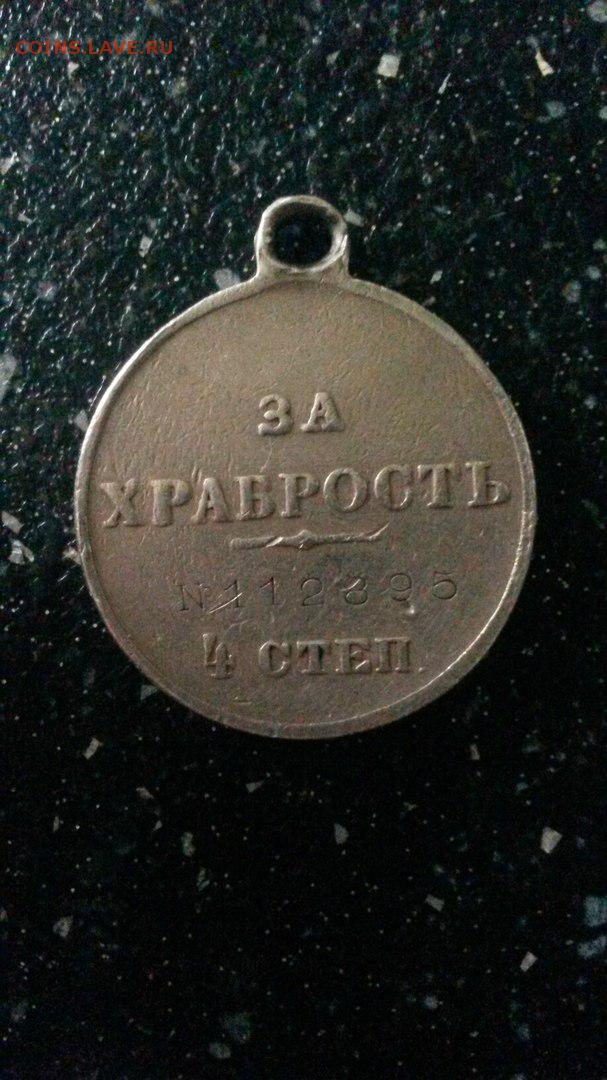 COINS.LAVE.RU
ЗА
ХРАБРОСТЬ
№112895
4 СТЕП.